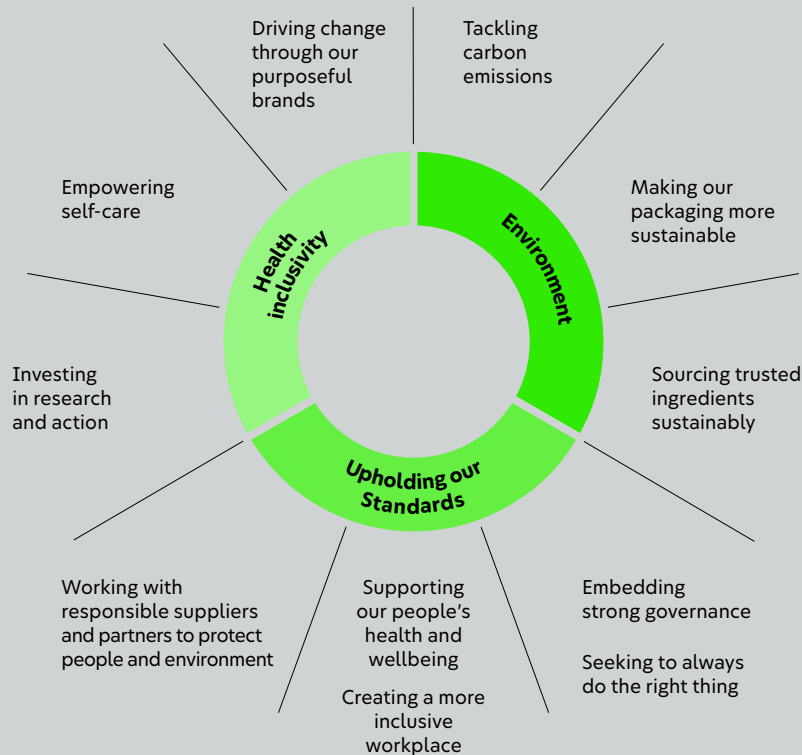 Driving change
through our
purposeful
brands
Tackling
carbon
emissions
Empowering
self-care
Making our
packaging more
sustainable
Health
inclusivity
Environment
Investing
in research
and action
Sourcing trusted
ingredients
sustainably
Upholding our
Standards
Working with
responsible suppliers
and partners to protect
people and environment
Supporting
our people’s
health and
wellbeing
Creating a more
inclusive
workplace
Embedding
strong governance
Seeking to always
do the right thing